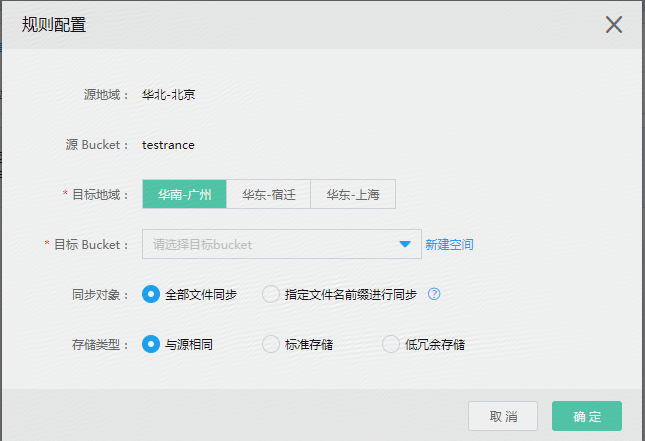 规则配置
源地域： 华北-北京
源 Bucket： testrance
* 目标地域： 华南-广州 华东-宿迁 华东-上海
* 目标 Bucket： 请选择目标bucket 新建空间
同步对象： 全部文件同步 指定文件名前缀进行同步 ?
存储类型： 与源相同 标准存储 低冗余存储
取消 确定